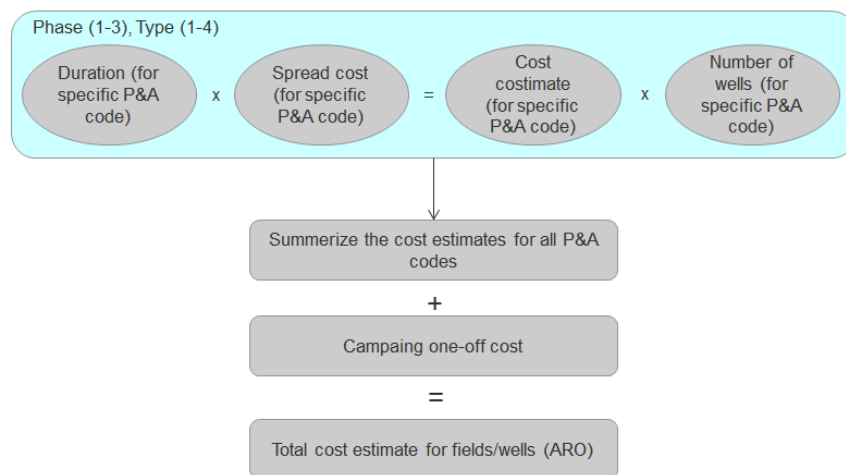 Phase (1-3), Type (1-4)
Duration (for
specific P&A
code)
x
Spread cost
(for specific
P&A code)
=
Cost
costimate
(for specific
P&A code)
x
Number of
wells (for
specific P&A
code)
Summerize the cost estimates for all P&A
codes
+
Campaing one-off cost
=
Total cost estimate for fields/wells (ARO)